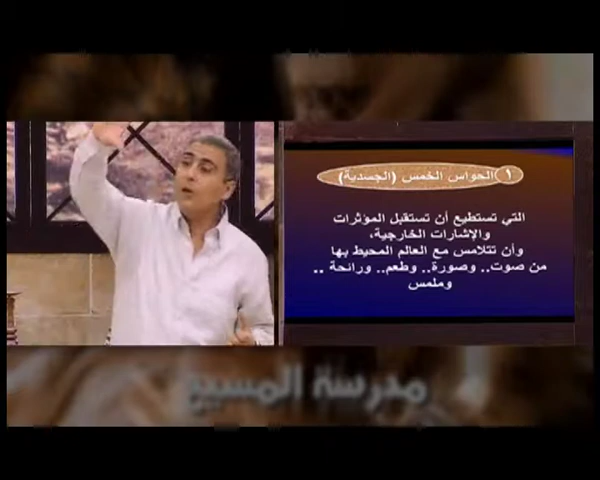 ١ الحواس الخمس (الجسدية)
التي تستطيع أن تستقبل المؤثرات
والإشارات الخارجية،
وأن تتلامس مع العالم المحيط بها
من صوت.. وصورة.. وطعم.. ورائحة ..
وملمس
مدرسة المسيح